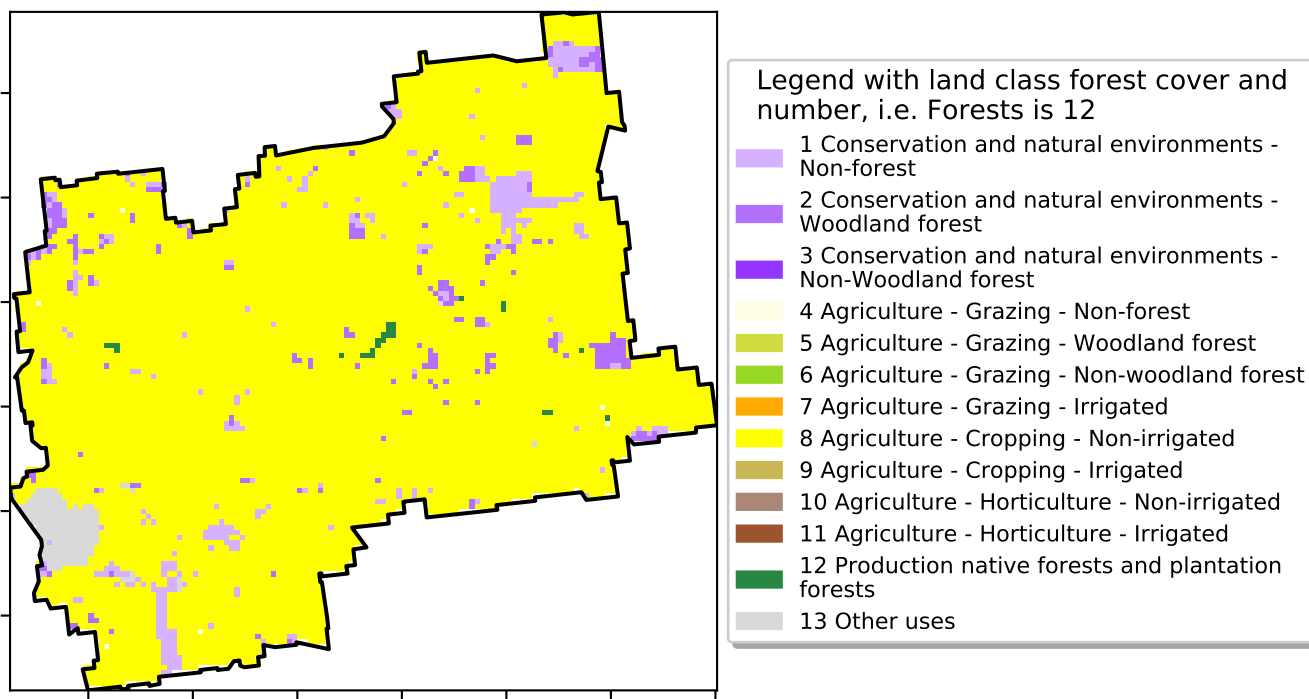 Legend with land class forest cover and
number, i.e. Forests is 12
1 Conservation and natural environments -
Non-forest
2 Conservation and natural environments -
Woodland forest
3 Conservation and natural environments -
Non-Woodland forest
4 Agriculture - Grazing - Non-forest
5 Agriculture - Grazing - Woodland forest
6 Agriculture - Grazing - Non-woodland forest
7 Agriculture - Grazing - Irrigated
8 Agriculture - Cropping - Non-irrigated
9 Agriculture - Cropping - Irrigated
10 Agriculture - Horticulture - Non-irrigated
11 Agriculture - Horticulture - Irrigated
12 Production native forests and plantation
forests
13 Other uses